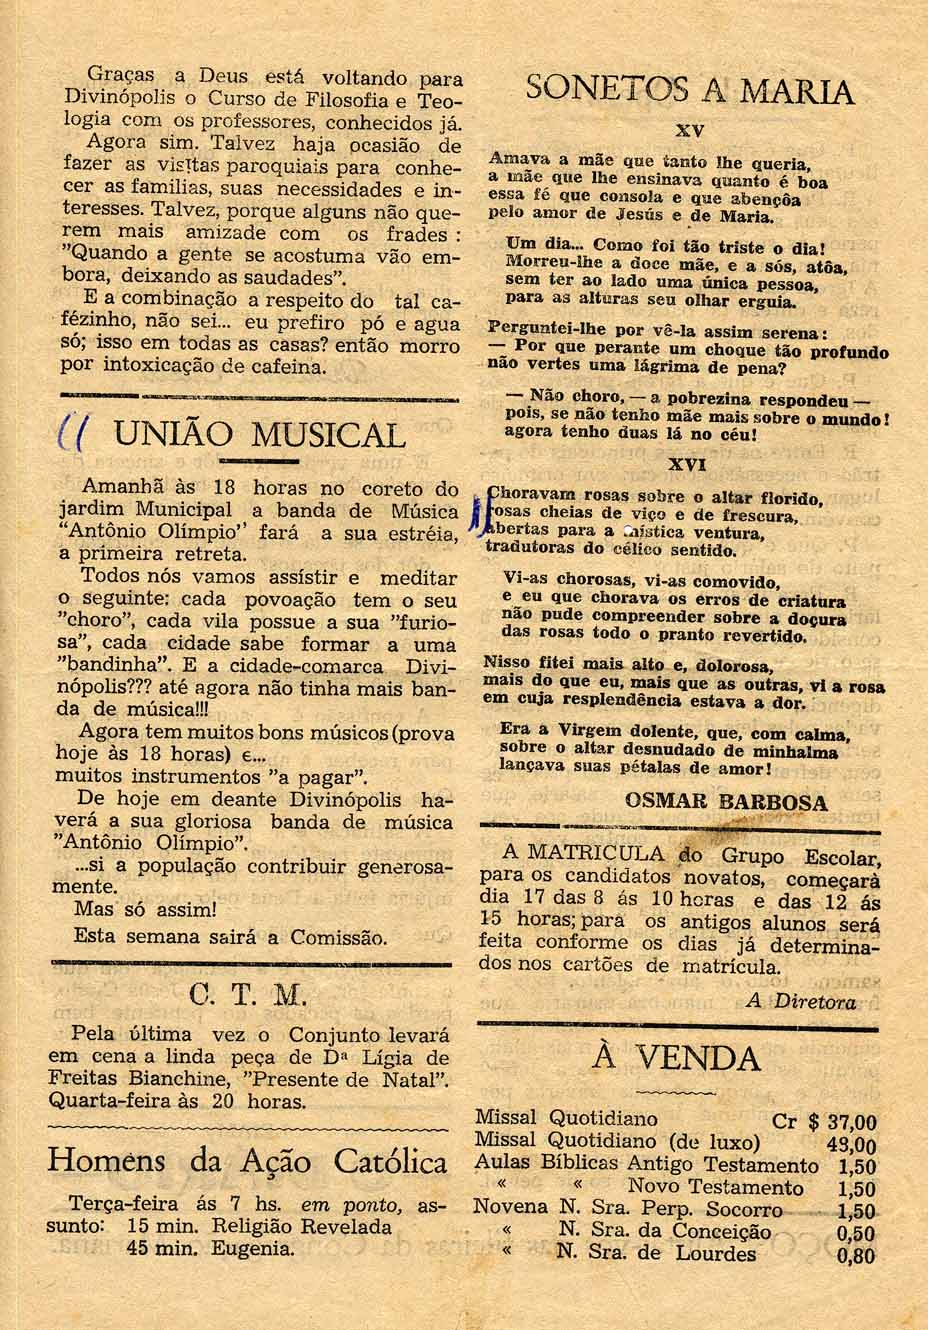 Graças a Deus está voltando para
Divinópolis o Curso de Filosofia e Teo-
logia com os professores, conhecidos já.
Agora sim. Talvez haja ocasião de
fazer as visitas paroquiais para conhe-
cer as familias, suas necessidades e in-
teresses. Talvez, porque alguns não que-
rem mais amizade com os frades :
"Quando a gente se acostuma vão em-
bora, deixando as saudades".
E a combinação a respeito do tal ca-
fézinho, não sei... eu prefiro pó e agua
só; isso em todas as casas? então morro
por intoxicação de cafeina.
UNIÃO MUSICAL
Amanhã às 18 horas no coreto do
jardim Municipal a banda de Música
"Antônio Olímpio" fará a sua estréia,
a primeira retreta.
Todos nós vamos assístir e meditar
o seguinte: cada povoação tem o seu
"choro", cada vila possue a sua "furio-
sa", cada cidade sabe formar a uma
"bandinha". E a cidade-comarca Divi-
nópolis??? até agora não tinha mais ban-
da de música!!!
Agora tem muitos bons músicos (prova
hoje às 18 horas) e...
muitos instrumentos "a pagar".
De hoje em deante Divinópolis ha-
verá a sua gloriosa banda de música
"Antônio Olímpio".
...si a população contribuir generosa-
mente.
Mas só assim!
Esta semana sairá a Comissão.
C. T. M.
Pela última vez o Conjunto levará
em cena a linda peça de Dª Lígia de
Freitas Bianchine, "Presente de Natal".
Quarta-feira às 20 horas.
Homens da Ação Católica
Terça-feira ás 7 hs. em ponto, as-
sunto: 15 min. Religião Revelada
45 min. Eugenia.
SONETOS A MARIA
XV
Amava a mãe que tanto lhe queria,
a mãe que lhe ensinava quanto é boa
essa fé que consola e que abençôa
pelo amor de Jesús e de Maria.
Um dia... Como foi tão triste o dia!
Morreu-lhe a doce mãe, e a sós, atôa,
sem ter ao lado uma única pessoa,
para as alturas seu olhar erguia.
Perguntei-lhe por vê-la assim serena:
— Por que perante um choque tão profundo
não vertes uma lágrima de pena?
— Não choro, — a pobrezina respondeu —
pois, se não tenho mãe mais sobre o mundo!
agora tenho duas lá no céu!
XVI
Choravam rosas sobre o altar florido,
rosas cheias de viço e de frescura,
abertas para a mística ventura,
tradutoras do célico sentido.
Vi-as chorosas, vi-as comovido,
e eu que chorava os erros de criatura
não pude compreender sobre a doçura
das rosas todo o pranto revertido.
Nisso fitei mais alto e, dolorosa,
mais do que eu, mais que as outras, vi a rosa
em cuja resplendência estava a dor.
Era a Virgem dolente, que, com calma,
sobre o altar desnudado de minhalma
lançava suas pétalas de amor!
OSMAR BARBOSA
A MATRICULA do Grupo Escolar,
para os candidatos novatos, começarà
dia 17 das 8 ás 10 horas e das 12 ás
15 horas; para os antigos alunos será
feita conforme os dias já determina-
dos nos cartões de matrícula.
A Diretora
À VENDA
Missal Quotidiano Cr $ 37,00
Missal Quotidiano (de luxo) 43,00
Aulas Bíblicas Antigo Testamento 1,50
« « Novo Testamento 1,50
Novena N. Sra. Perp. Socorro 1,50
« N. Sra. da Conceição 0,50
« N. Sra. de Lourdes 0,80